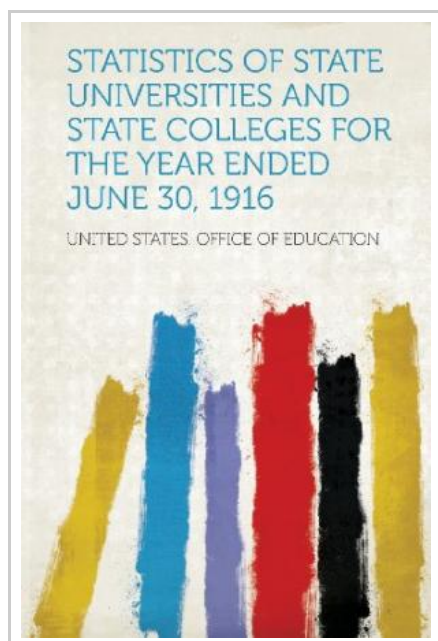 STATISTICS OF STATE
UNIVERSITIES AND
STATE COLLEGES FOR
THE YEAR ENDED
JUNE 30, 1916
UNITED STATES. OFFICE OF EDUCATION